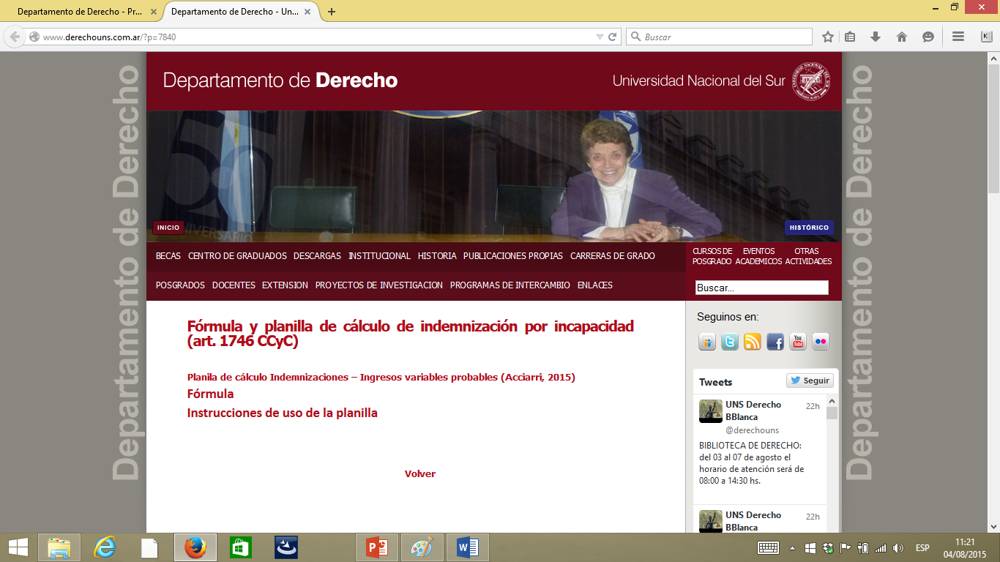 Departamento de Derecho - Pr...
Departamento de Derecho - Un...
www.derechouns.com.ar/?p=7840
Buscar
Departamento de Derecho
Universidad Nacional del Sur
Departamento de Derecho
Departamento de Derecho
INICIO
HISTÓRICO
BECAS CENTRO DE GRADUADOS DESCARGAS INSTITUCIONAL HISTORIA PUBLICACIONES PROPIAS CARRERAS DE GRADO
POSGRADOS DOCENTES EXTENSION PROYECTOS DE INVESTIGACION PROGRAMAS DE INTERCAMBIO ENLACES
CURSOS DE EVENTOS OTRAS
POSGRADO ACADEMICOS ACTIVIDADES
Buscar...
Fórmula y planilla de cálculo de indemnización por incapacidad
(art. 1746 CCyC)
Planila de cálculo Indemnizaciones – Ingresos variables probables (Acciarri, 2015)
Fórmula
Instrucciones de uso de la planilla
Volver
Seguinos en:
You
Tube
Tweets
Seguir
UNS Derecho 22h
BBlanca
@derechouns
BIBLIOTECA DE DERECHO:
del 03 al 07 de agosto el
horario de atención será de
08:00 a 14:30 hs.
UNS Derecho 22h
BBlanca
ESP
11:21
04/08/2015